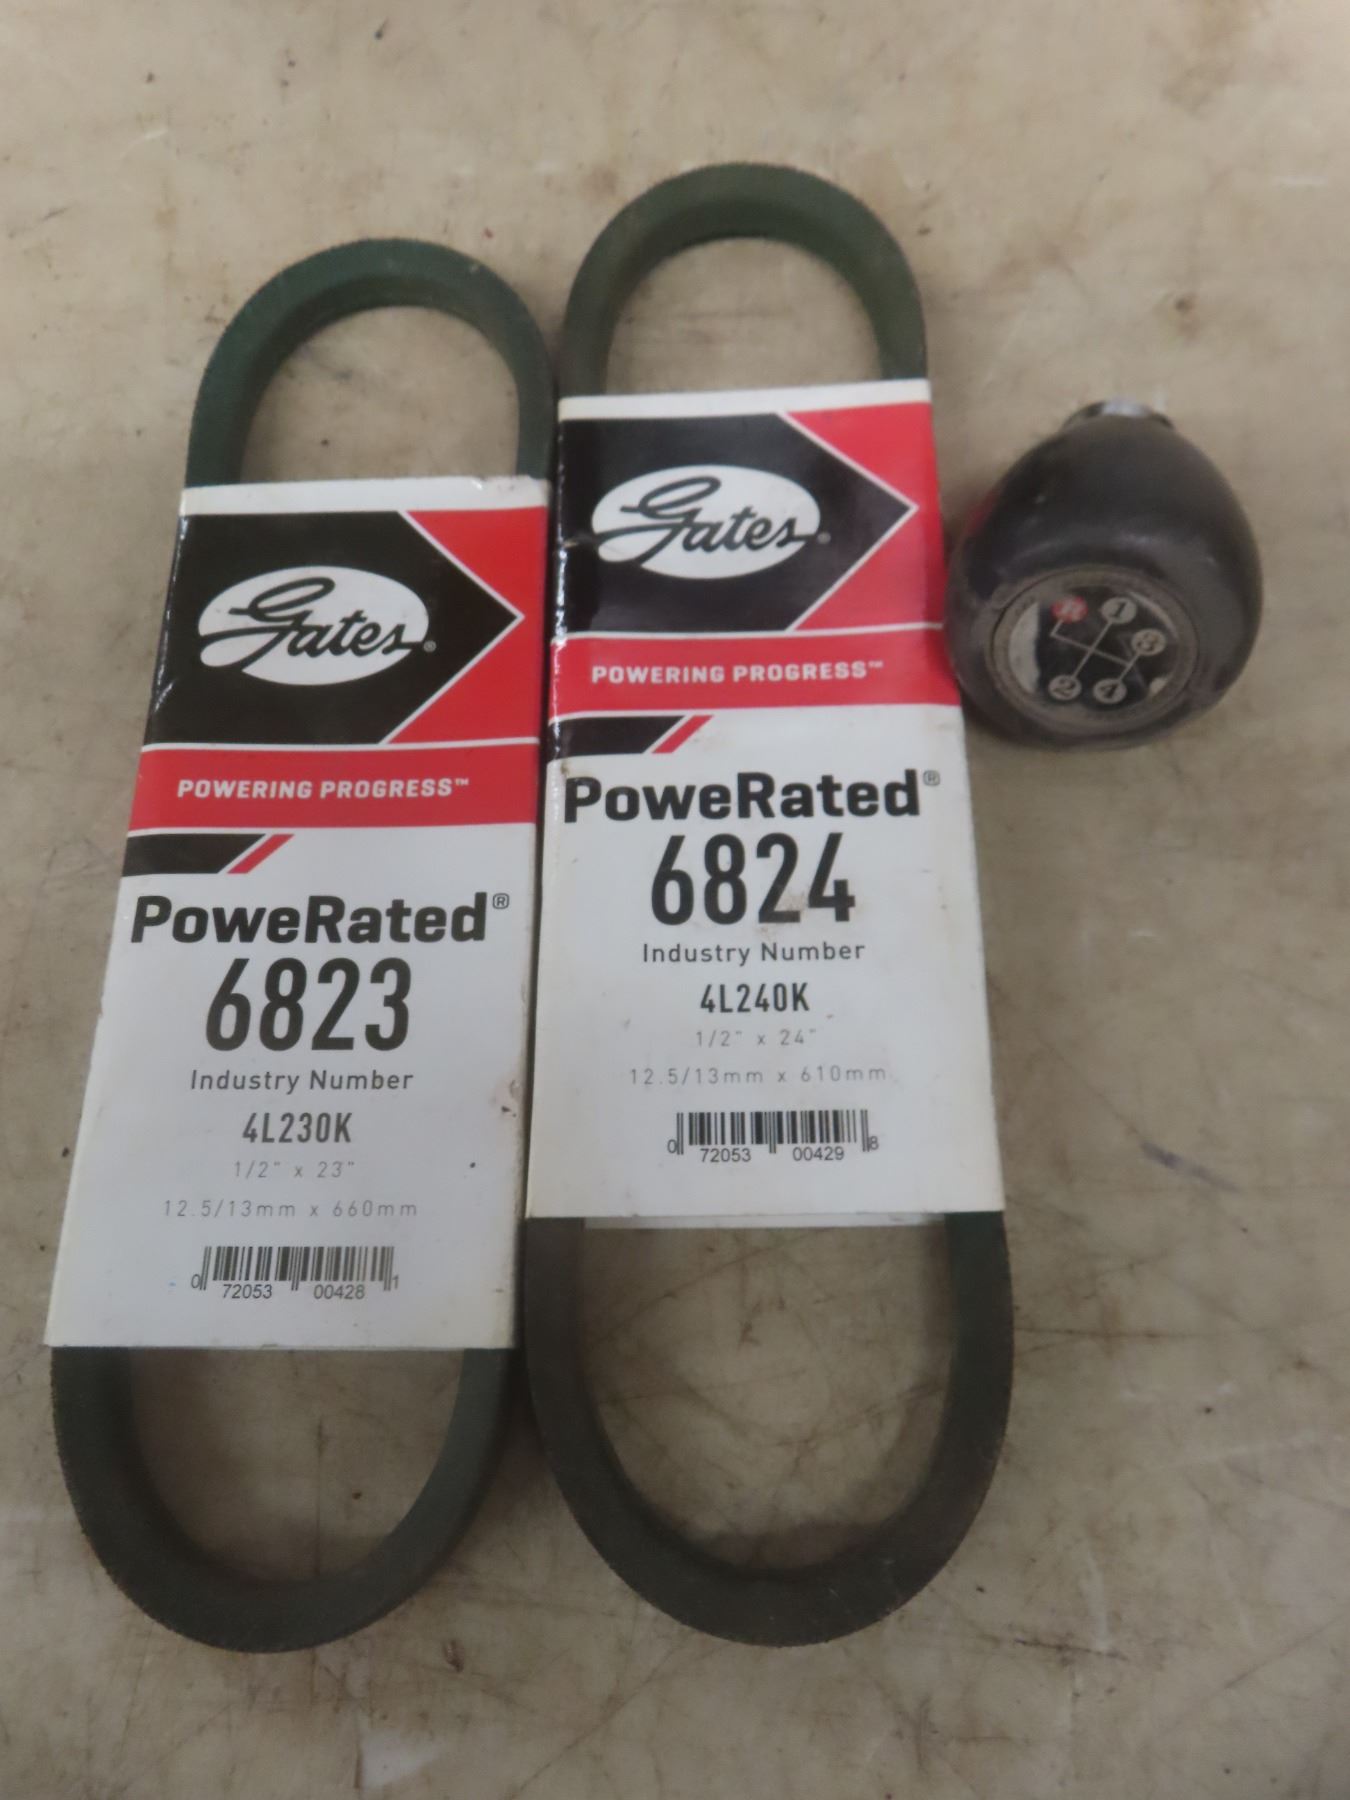 Gates®
POWERING PROGRESS™
PoweRated®
6823
Industry Number
4L230K
1/2" x 23"
12.5/13mm x 660mm
0 72053 00428 1
Gates®
POWERING PROGRESS™
PoweRated®
6824
Industry Number
4L240K
1/2" x 24"
12.5/13mm x 610mm
0 72053 00429 8
R 1
3
2 4